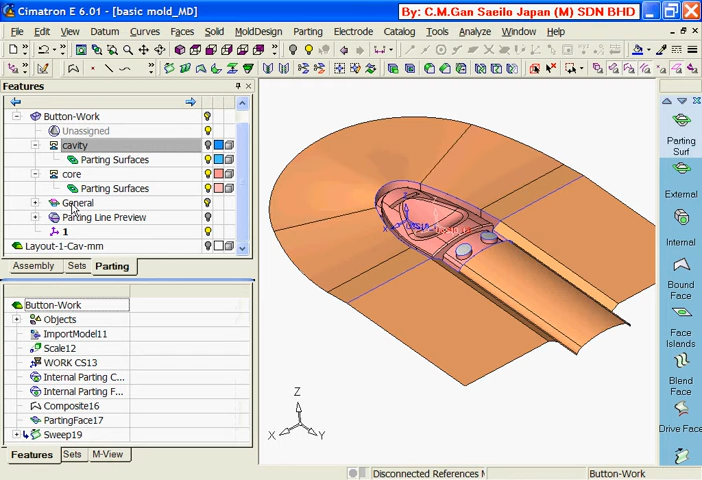 Cimatron E 6.01 - [basic mold_MD]
By: C.M.Gan Saeilo Japan (M) SDN BHD
File Edit View Datum Curves Faces Solid MoldDesign Parting Electrode Catalog Tools Analyze Window Help
Features
Button-Work
Unassigned
cavity
Parting Surfaces
core
Parting Surfaces
General
Parting Line Preview
1
Layout-1-Cav-mm
Assembly Sets Parting
Button-Work
Objects
ImportModel11
Scale12
WORK CS13
Internal Parting C...
Internal Parting F...
Composite16
PartingFace17
Sweep19
Features Sets M-View
Parting Surf
External
Internal
Bound Face
Face Islands
Blend Face
Drive Face
X
Z
X Y
Disconnected References M
Button-Work